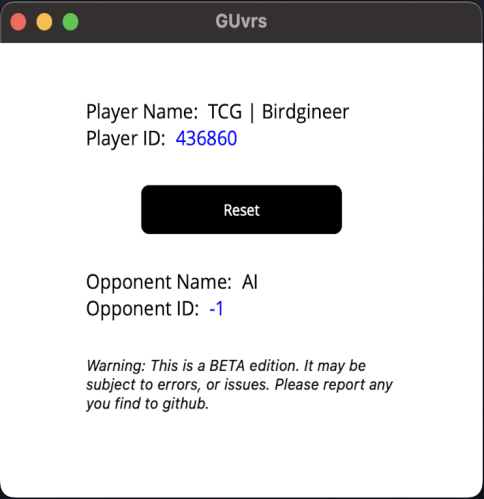 GUvrs
Player Name: TCG | Birdgineer
Player ID: 436860
Reset
Opponent Name: AI
Opponent ID: -1
Warning: This is a BETA edition. It may be
subject to errors, or issues. Please report any
you find to github.